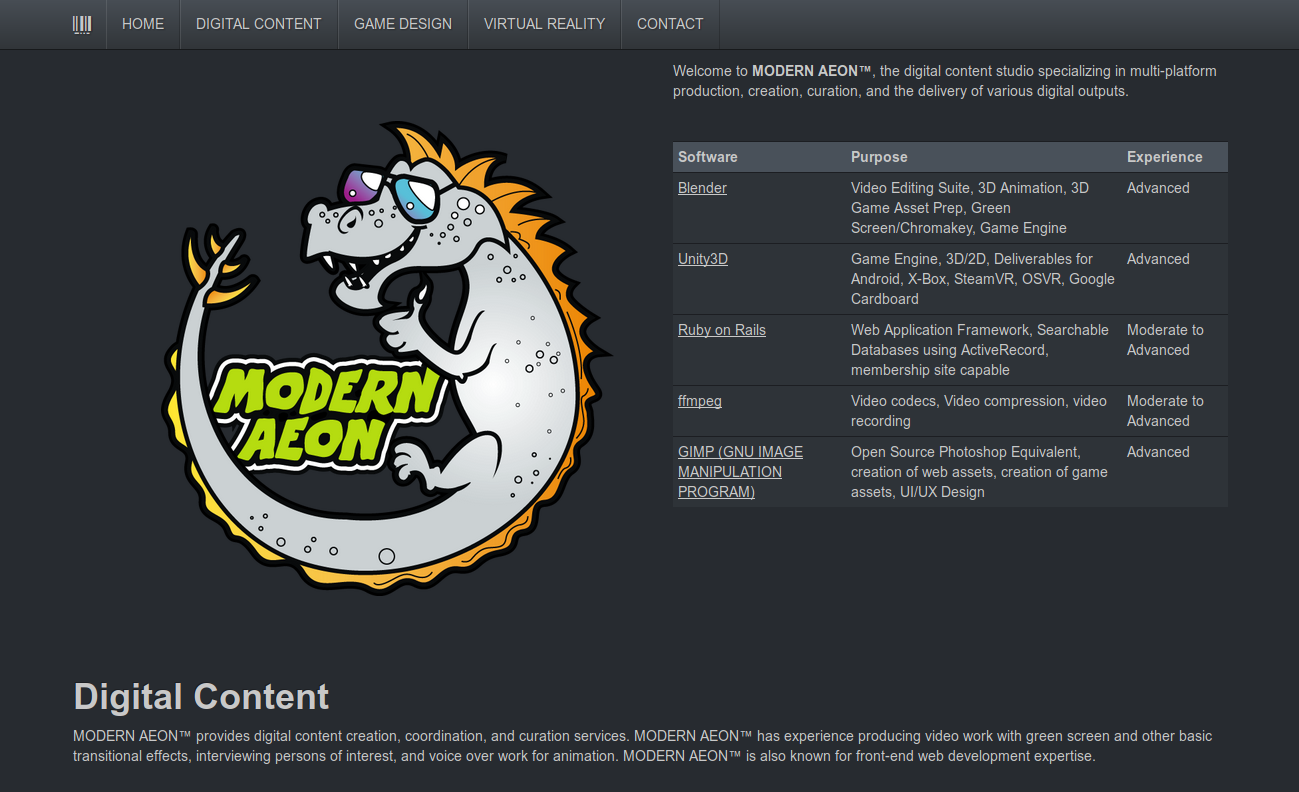 HOME DIGITAL CONTENT GAME DESIGN VIRTUAL REALITY CONTACT
Welcome to MODERN AEON™, the digital content studio specializing in multi-platform
production, creation, curation, and the delivery of various digital outputs.
MODERN
AEON
Software Purpose Experience
Blender Video Editing Suite, 3D Animation, 3D Advanced
Game Asset Prep, Green
Screen/Chromakey, Game Engine
Unity3D Game Engine, 3D/2D, Deliverables for Advanced
Android, X-Box, SteamVR, OSVR, Google
Cardboard
Ruby on Rails Web Application Framework, Searchable Moderate to
Databases using ActiveRecord, Advanced
membership site capable
ffmpeg Video codecs, Video compression, video Moderate to
recording Advanced
GIMP (GNU IMAGE Open Source Photoshop Equivalent, Advanced
MANIPULATION creation of web assets, creation of game
PROGRAM) assets, UI/UX Design
Digital Content
MODERN AEON™ provides digital content creation, coordination, and curation services. MODERN AEON™ has experience producing video work with green screen and other basic
transitional effects, interviewing persons of interest, and voice over work for animation. MODERN AEON™ is also known for front-end web development expertise.